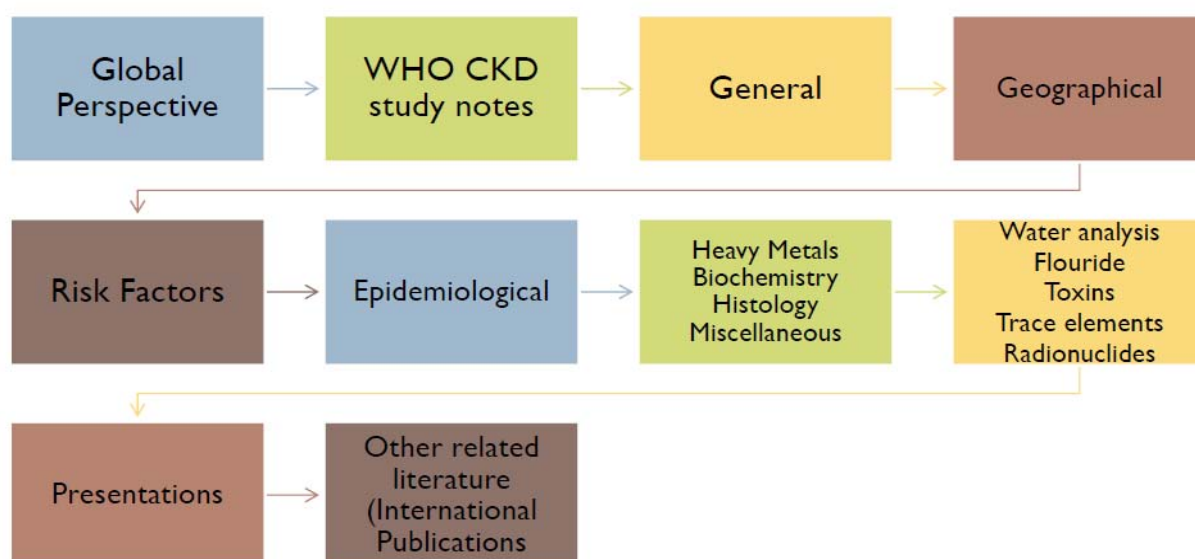 Global
Perspective
WHO CKD
study notes
General
Geographical
Risk Factors
Epidemiological
Heavy Metals
Biochemistry
Histology
Miscellaneous
Water analysis
Flouride
Toxins
Trace elements
Radionuclides
Presentations
Other related
literature
(International
Publications